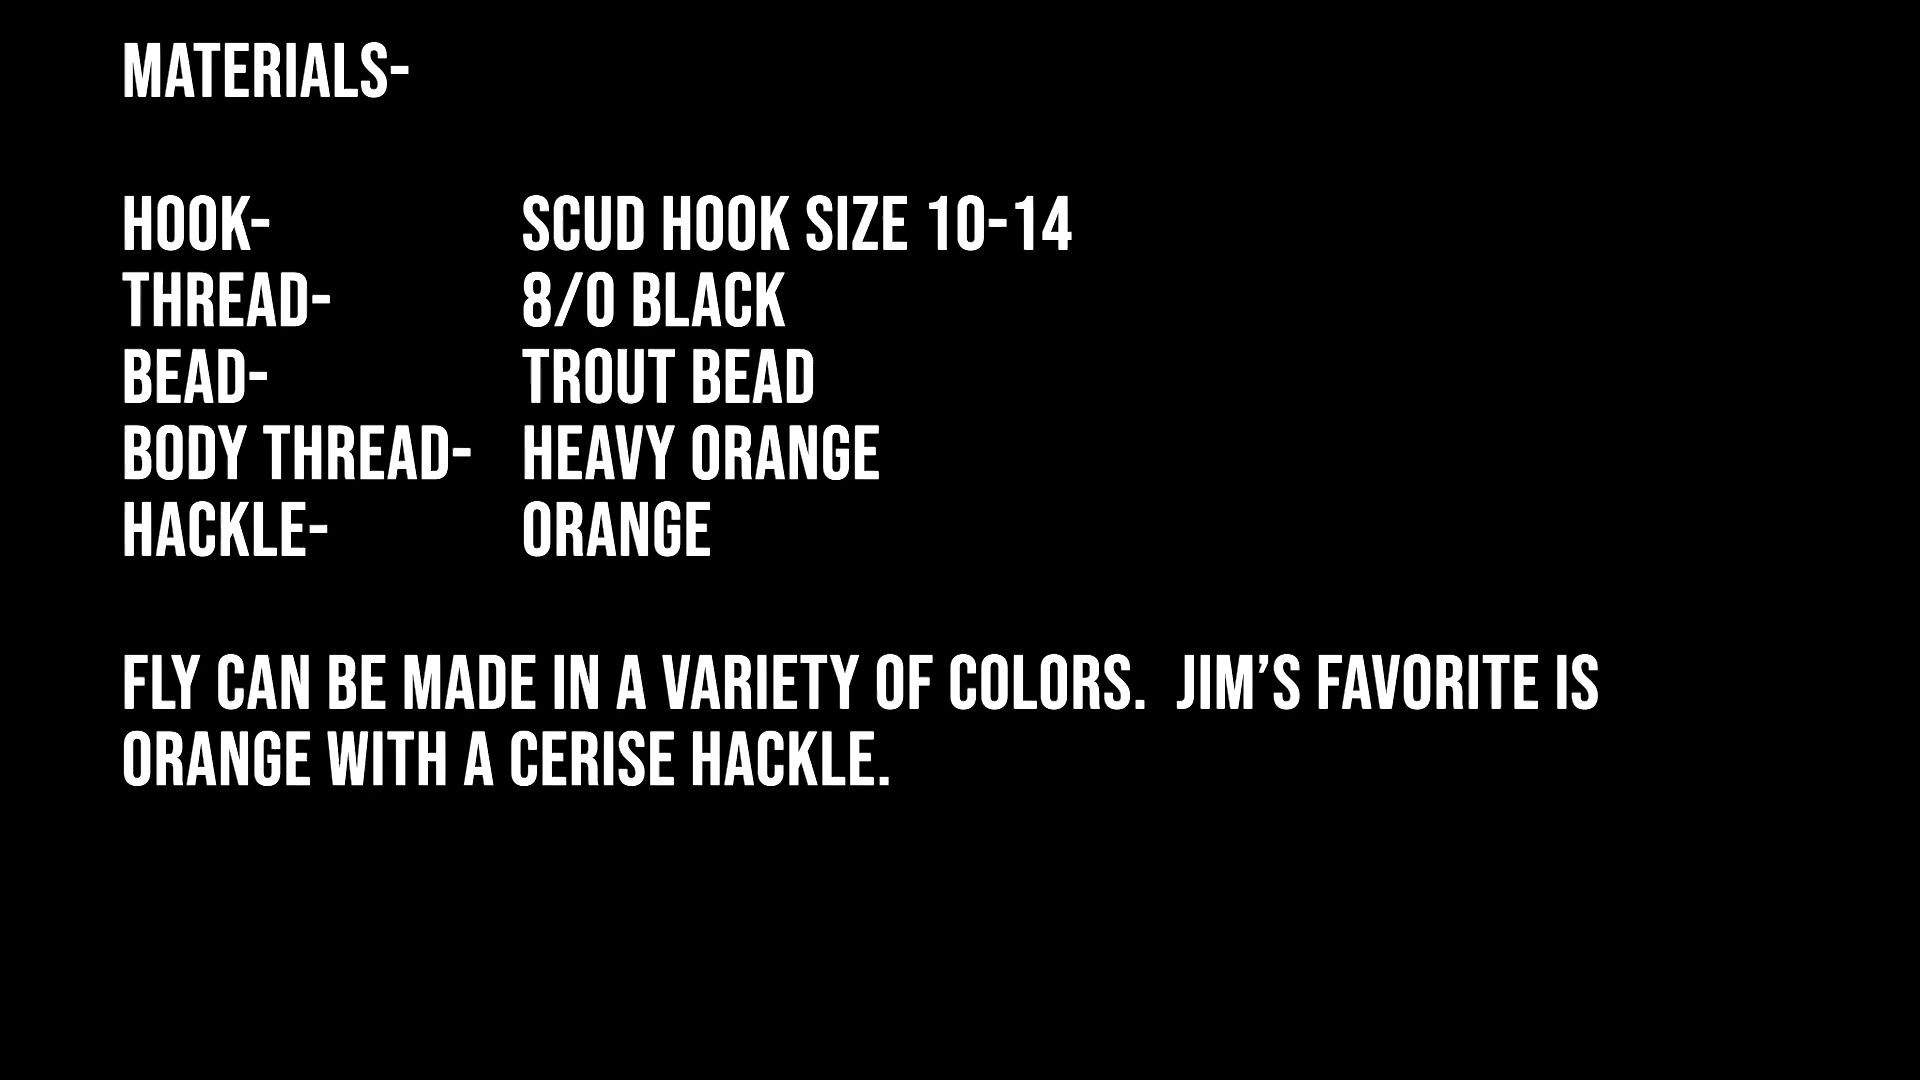 MATERIALS-
HOOK- SCUD HOOK SIZE 10-14
THREAD- 8/0 BLACK
BEAD- TROUT BEAD
BODY THREAD- HEAVY ORANGE
HACKLE- ORANGE
FLY CAN BE MADE IN A VARIETY OF COLORS.  JIM’S FAVORITE IS
ORANGE WITH A CERISE HACKLE.